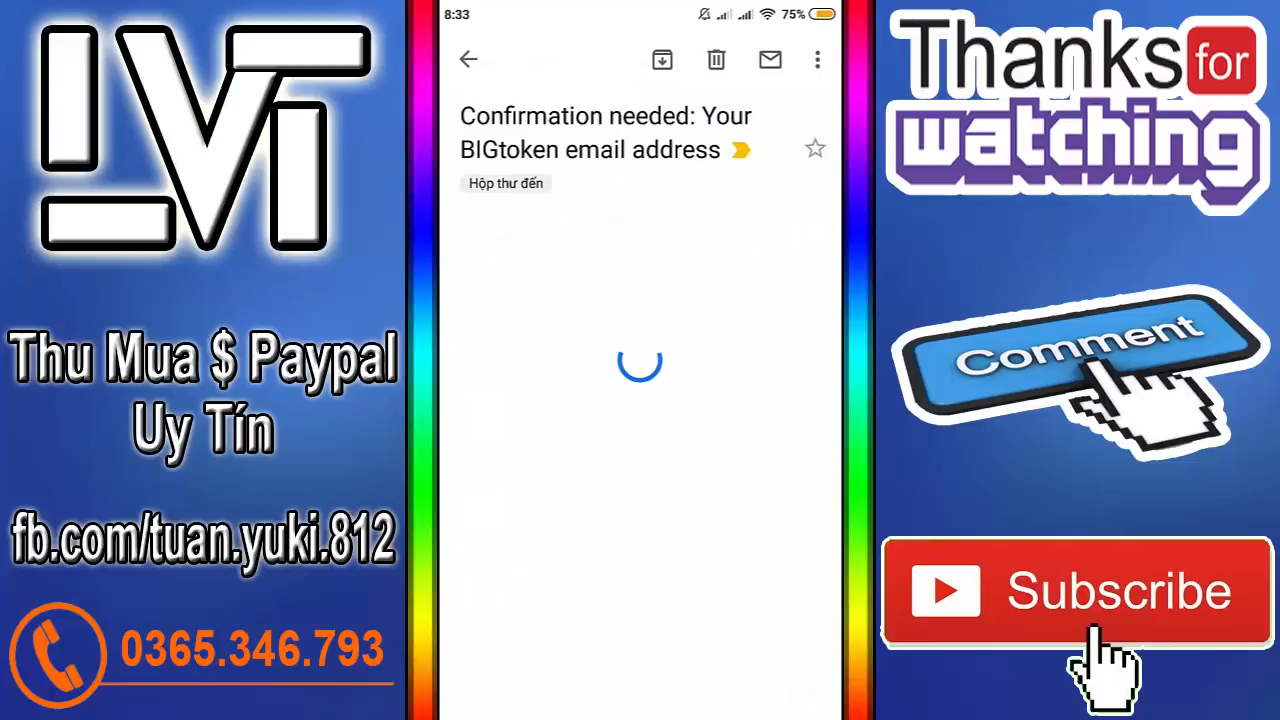 LVT
Thu Mua $ Paypal
Uy Tín
fb.com/tuan.yuki.812
0365.346.793
8:33
75%
Confirmation needed: Your
BIGtoken email address
Hộp thư đến
Thanks for
watching
Comment
Subscribe